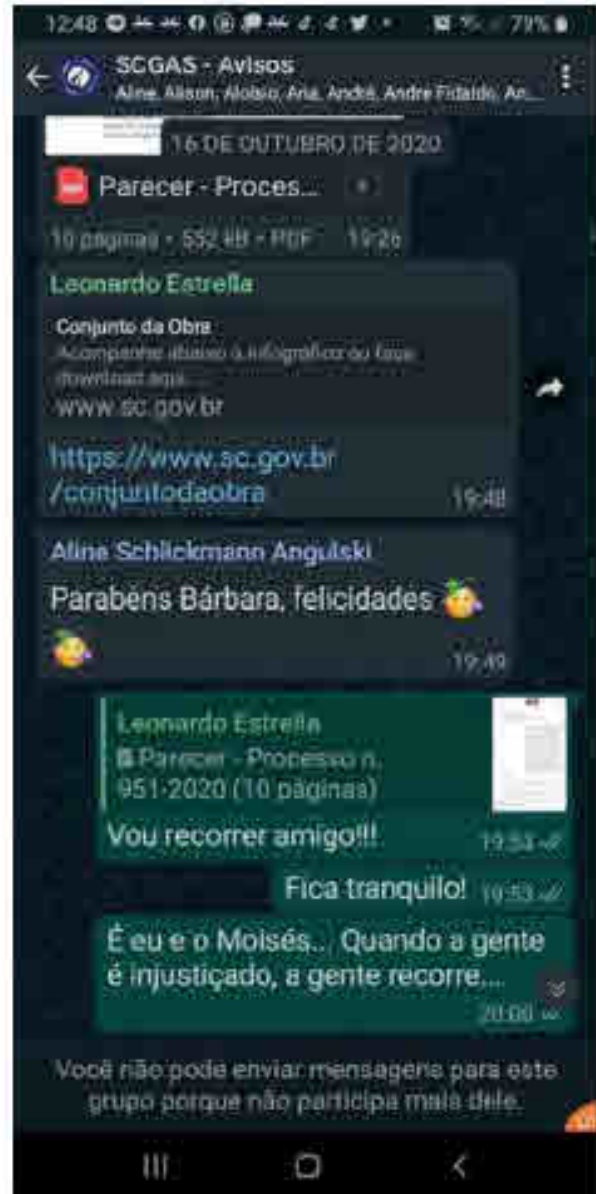 12:48
79%
SCGÁS - Avisos
Aline, Alison, Aloisio, Ana, André, Andre Fidalgo, An...
16 DE OUTUBRO DE 2020
Parecer - Proces...
10 páginas • 552 kB • PDF 19:26
Leonardo Estrella
Conjunto da Obra
Acompanhe abaixo o infográfico ou faça
download aqui ...
www.sc.gov.br
https://www.sc.gov.br
/conjuntodaobra 19:48
Aline Schlickmann Angulski
Parabéns Bárbara, felicidades 🥳
🥳 19:49
Leonardo Estrella
Parecer - Processo n.
951-2020 (10 páginas)
Vou recorrer amigo!!! 19:53
Fica tranquilo! 19:53
É eu e o Moisés... Quando a gente
é injustiçado, a gente recorre....
20:00
Você não pode enviar mensagens para este
grupo porque não participa mais dele.